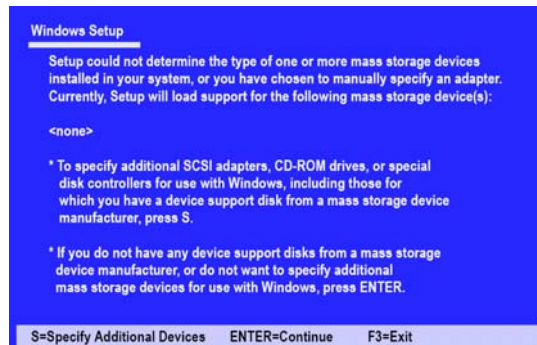 Windows Setup
Setup could not determine the type of one or more mass storage devices
installed in your system, or you have chosen to manually specify an adapter.
Currently, Setup will load support for the following mass storage device(s):
<none>
* To specify additional SCSI adapters, CD-ROM drives, or special
disk controllers for use with Windows, including those for
which you have a device support disk from a mass storage device
manufacturer, press S.
* If you do not have any device support disks from a mass storage
device manufacturer, or do not want to specify additional
mass storage devices for use with Windows, press ENTER.
S=Specify Additional Devices ENTER=Continue F3=Exit